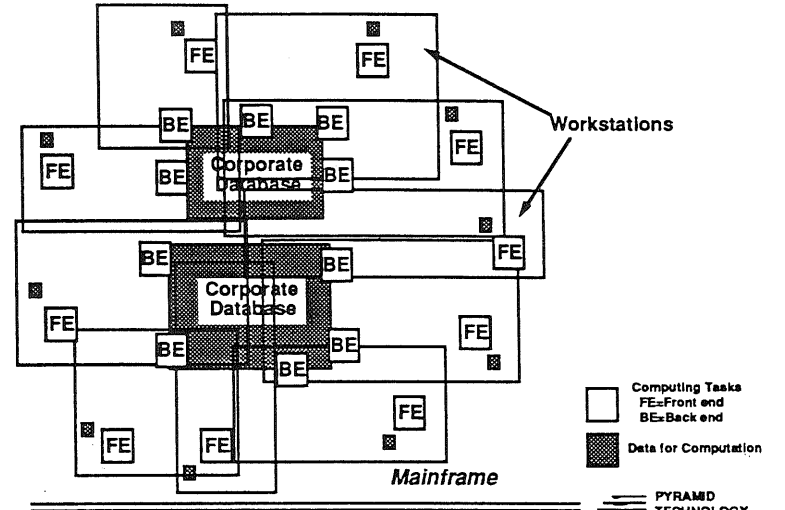 FE
FE
Workstations
BE
BE
BE
FE
FE
Corporate
Database
BE
BE
FE
BE
BE
Corporate
Database
FE
FE
BE
BE
BE
FE
FE
FE
Computing Tasks
FE=Front end
BE=Back end
Data for Computation
Mainframe
PYRAMID
TECHNOLOGY